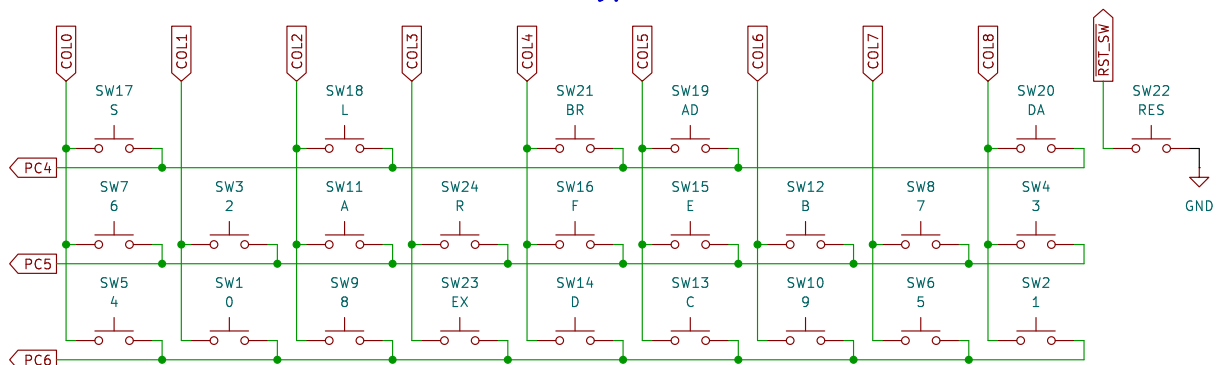 COL0 COL1 COL2 COL3 COL4 COL5 COL6 COL7 COL8 RST_SW
SW17 SW18 SW21 SW19 SW20 SW22
S L BR AD DA RES
PC4
SW7 SW3 SW11 SW24 SW16 SW15 SW12 SW8 SW4
6 2 A R F E B 7 3
GND
PC5
SW5 SW1 SW9 SW23 SW14 SW13 SW10 SW6 SW2
4 0 8 EX D C 9 5 1
PC6